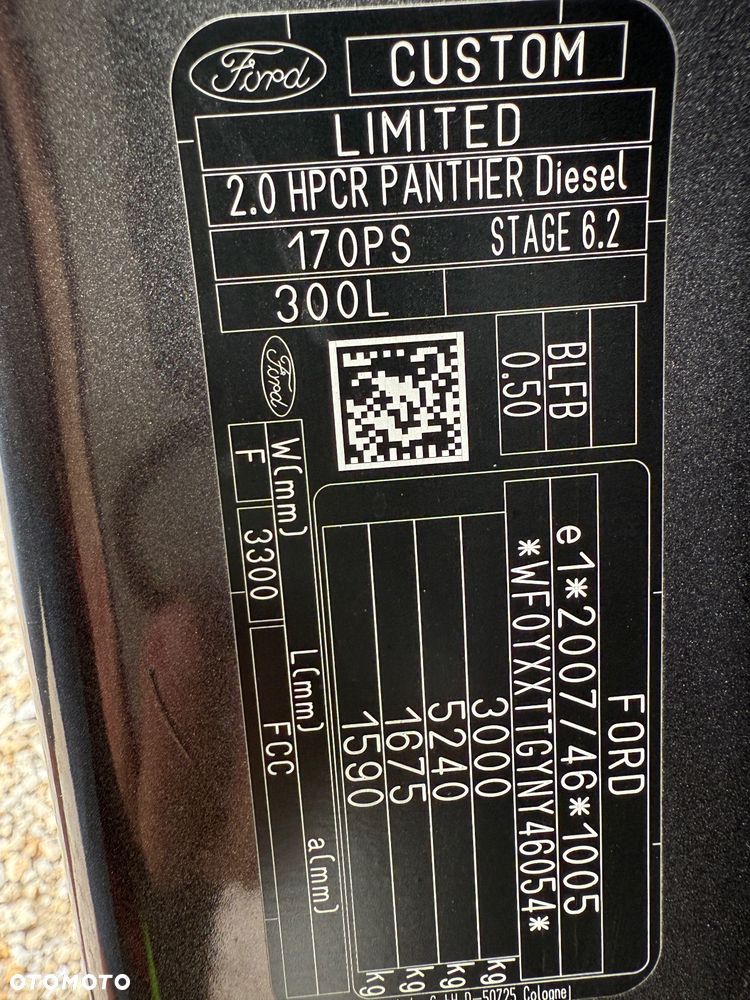 Ford CUSTOM
LIMITED
2.0 HPCR PANTHER Diesel
170PS STAGE 6.2
300L
BLFB
0.50
FORD
e1*2007/46*1005
*WF0YXXTTGYNY46054*
3000 kg
5240 kg
1675 kg
1590 kg
Ford
W(mm) L(mm) a(mm)
F 3300 FCC
D-50725 Cologne
OTOMOTO